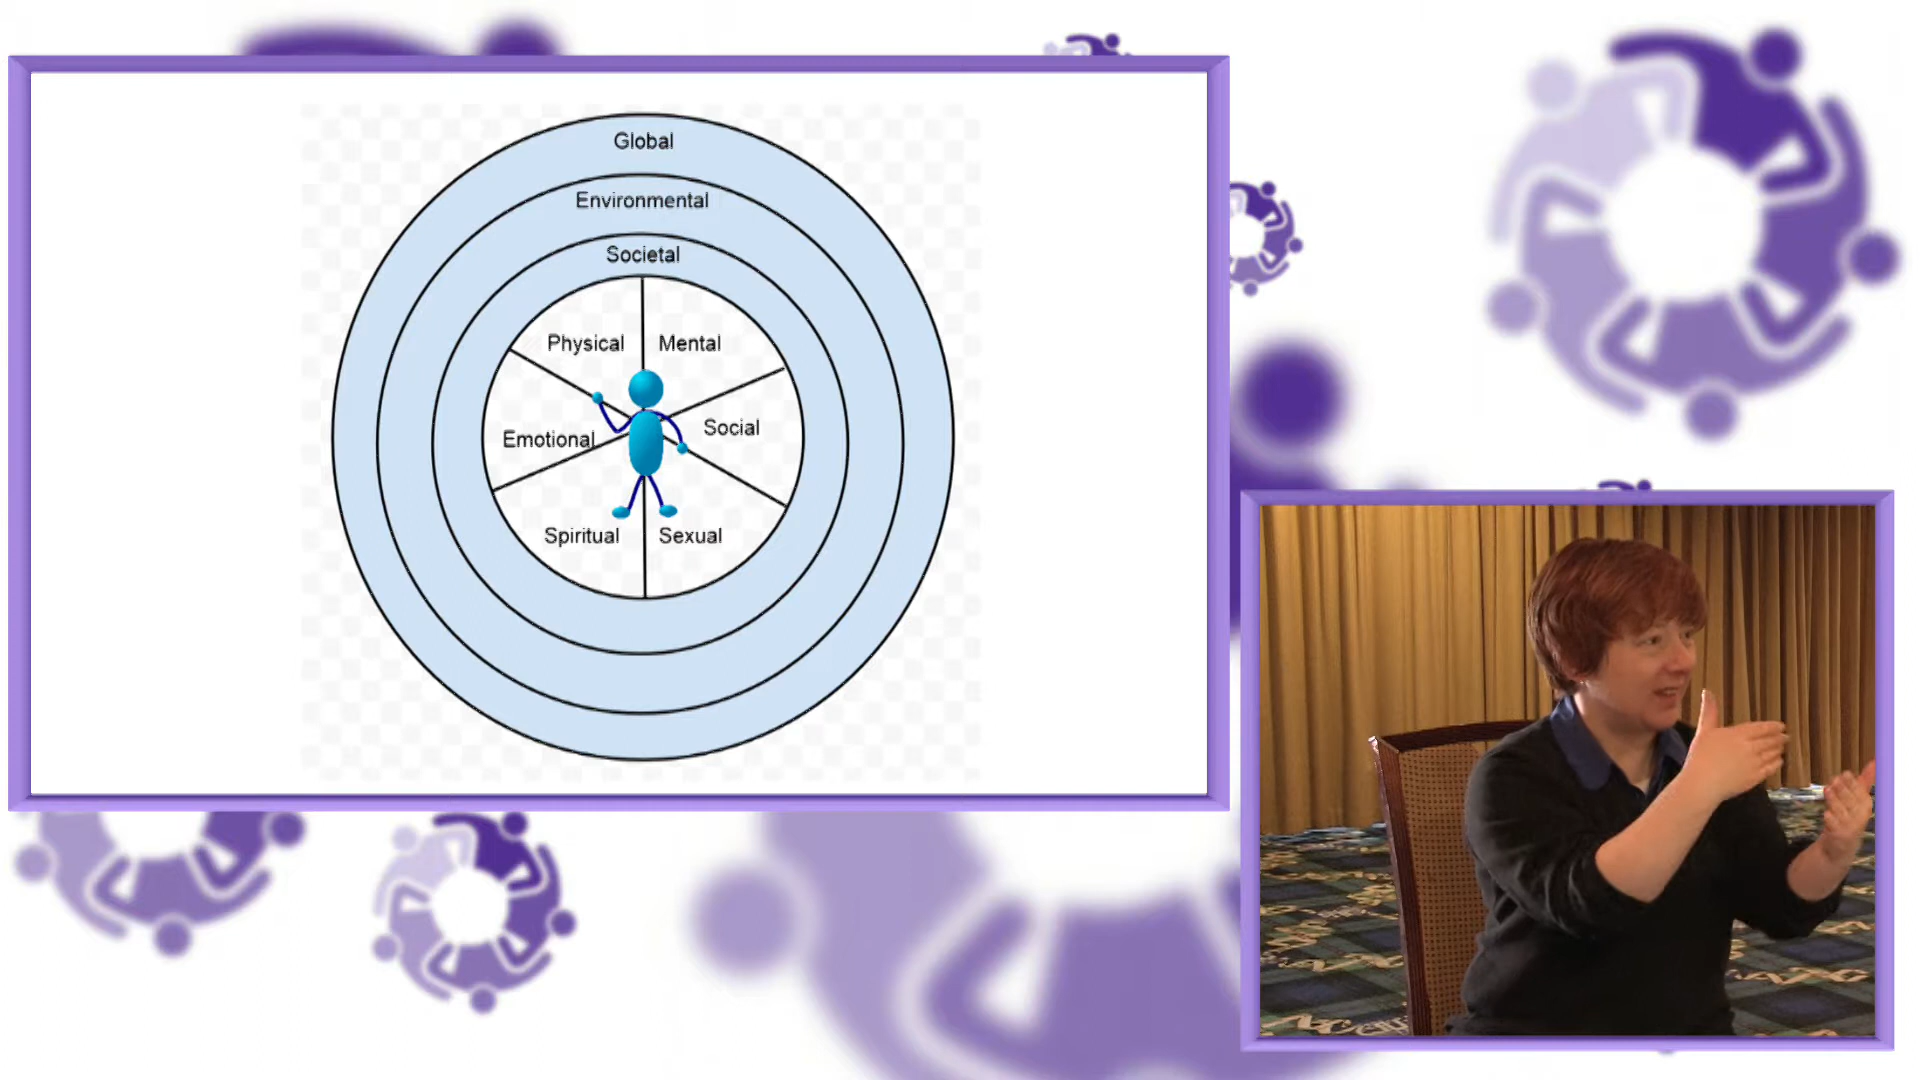 Global
Environmental
Societal
Physical
Mental
Emotional
Social
Spiritual
Sexual